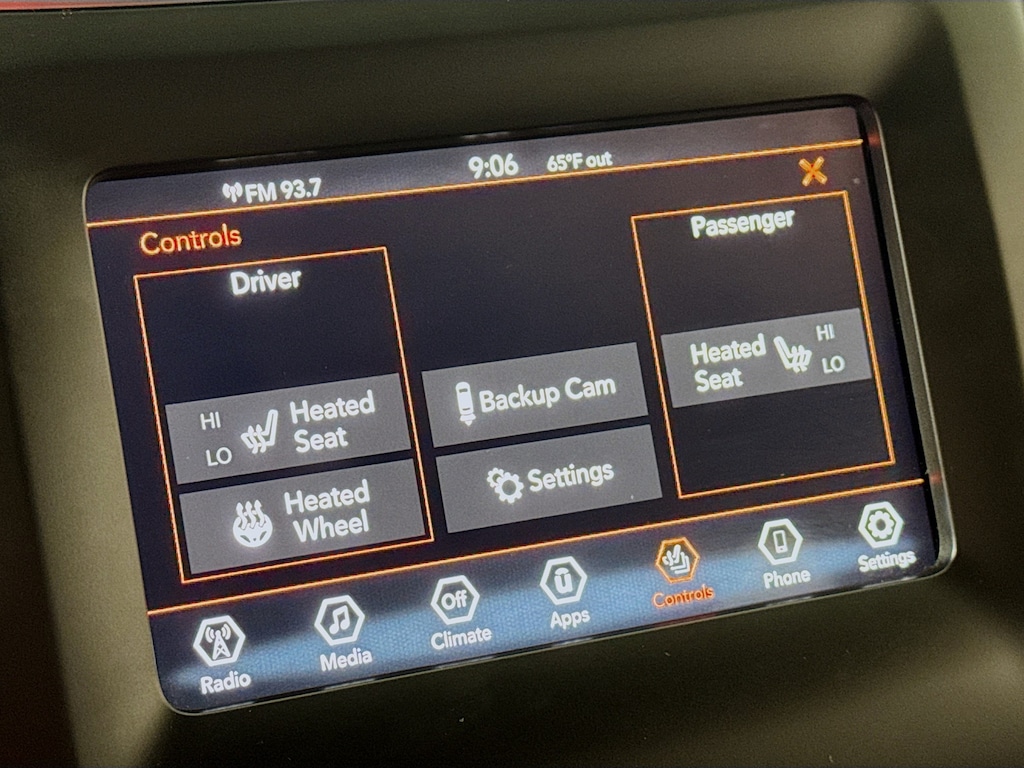 FM 93.7 9:06 65°F out
Controls
Driver
HI
LO
Heated
Seat
Heated
Wheel
Backup Cam
Settings
Passenger
Heated
Seat
HI
LO
Radio
Media
Off
Climate
Apps
Controls
Phone
Settings